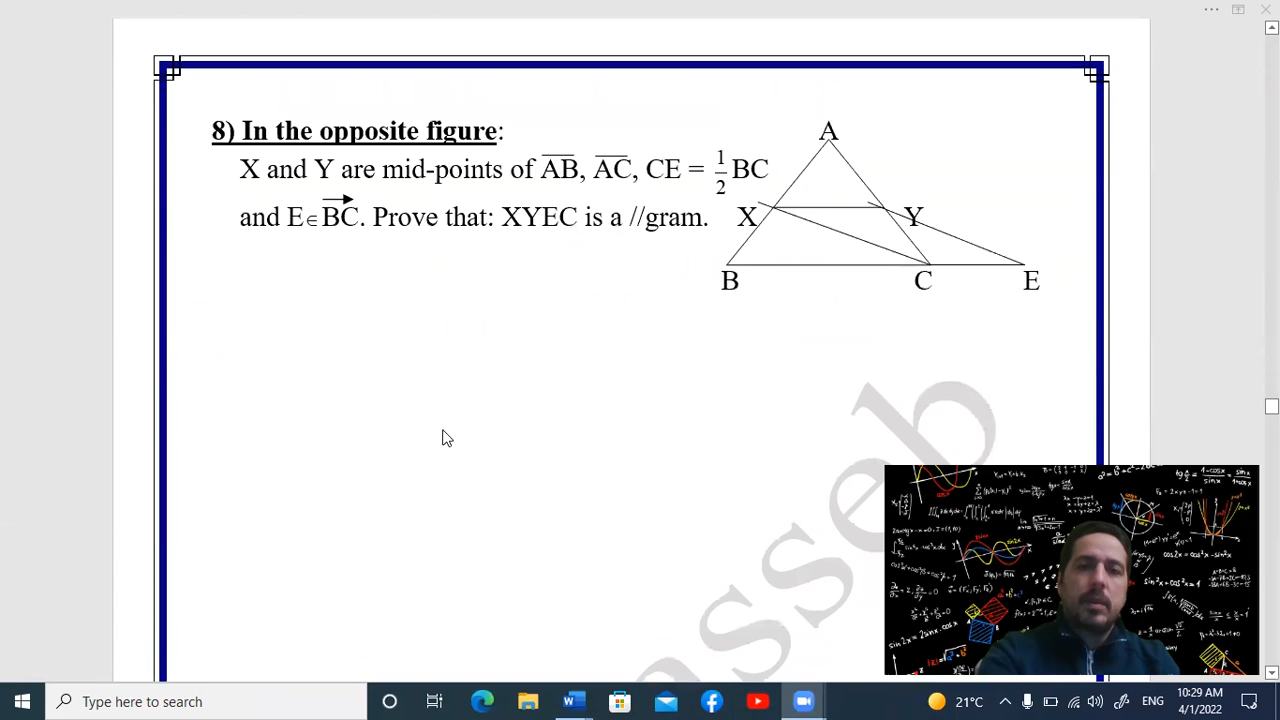 8) In the opposite figure:
X and Y are mid-points of AB, AC, CE = 1/2 BC
and E∈BC. Prove that: XYEC is a //gram.
A
X
Y
B
C
E
asseb
Type here to search
21°C
ENG
10:29 AM
4/1/2022